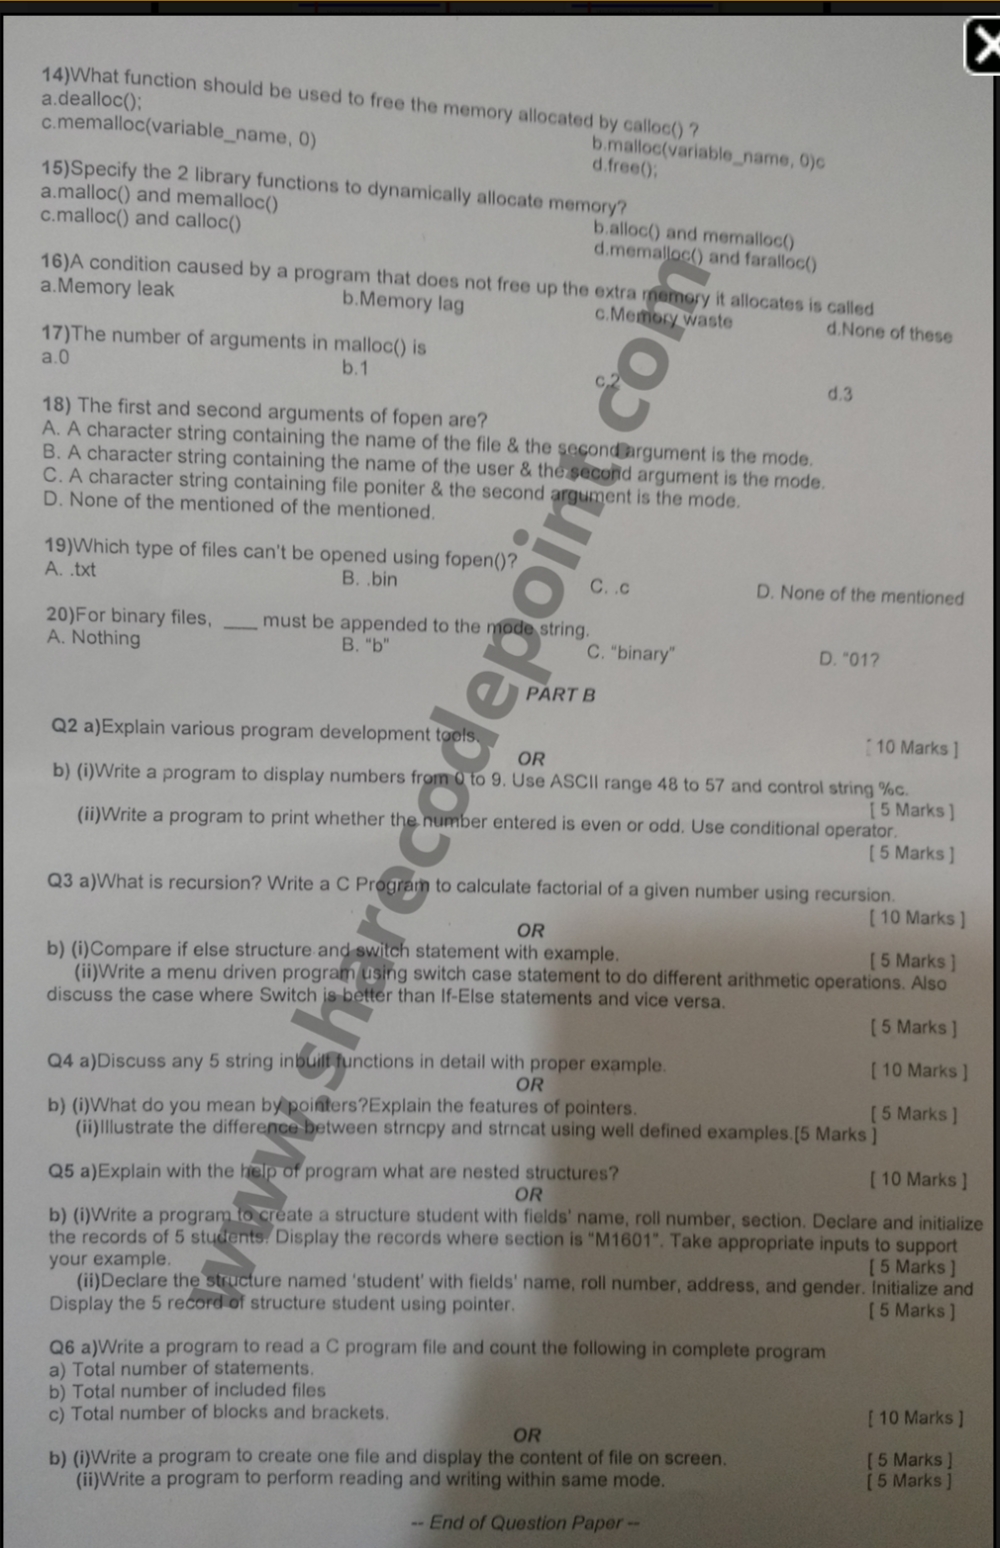 14)What function should be used to free the memory allocated by calloc() ?
a.dealloc();
b.malloc(variable_name, 0)c
c.memalloc(variable_name, 0)
d.free();
15)Specify the 2 library functions to dynamically allocate memory?
a.malloc() and memalloc()
b.alloc() and memalloc()
c.malloc() and calloc()
d.memalloc() and faralloc()
16)A condition caused by a program that does not free up the extra memory it allocates is called
a.Memory leak b.Memory lag c.Memory waste d.None of these
17)The number of arguments in malloc() is
a.0 b.1 c.2 d.3
18) The first and second arguments of fopen are?
A. A character string containing the name of the file & the second argument is the mode.
B. A character string containing the name of the user & the second argument is the mode.
C. A character string containing file poniter & the second argument is the mode.
D. None of the mentioned of the mentioned.
19)Which type of files can't be opened using fopen()?
A. .txt B. .bin C. .c D. None of the mentioned
20)For binary files, ___ must be appended to the mode string.
A. Nothing B. "b" C. "binary" D. "01?
PART B
Q2 a)Explain various program development tools.
[ 10 Marks ]
OR
b) (i)Write a program to display numbers from 0 to 9. Use ASCII range 48 to 57 and control string %c.
[ 5 Marks ]
(ii)Write a program to print whether the number entered is even or odd. Use conditional operator.
[ 5 Marks ]
Q3 a)What is recursion? Write a C Program to calculate factorial of a given number using recursion.
[ 10 Marks ]
OR
b) (i)Compare if else structure and switch statement with example. [ 5 Marks ]
(ii)Write a menu driven program using switch case statement to do different arithmetic operations. Also
discuss the case where Switch is better than If-Else statements and vice versa.
[ 5 Marks ]
Q4 a)Discuss any 5 string inbuilt functions in detail with proper example. [ 10 Marks ]
OR
b) (i)What do you mean by pointers?Explain the features of pointers. [ 5 Marks ]
(ii)Illustrate the difference between strncpy and strncat using well defined examples.[5 Marks ]
Q5 a)Explain with the help of program what are nested structures? [ 10 Marks ]
OR
b) (i)Write a program to create a structure student with fields' name, roll number, section. Declare and initialize
the records of 5 students. Display the records where section is "M1601". Take appropriate inputs to support
your example. [ 5 Marks ]
(ii)Declare the structure named 'student' with fields' name, roll number, address, and gender. Initialize and
Display the 5 record of structure student using pointer. [ 5 Marks ]
Q6 a)Write a program to read a C program file and count the following in complete program
a) Total number of statements.
b) Total number of included files
c) Total number of blocks and brackets. [ 10 Marks ]
OR
b) (i)Write a program to create one file and display the content of file on screen. [ 5 Marks ]
(ii)Write a program to perform reading and writing within same mode. [ 5 Marks ]
-- End of Question Paper --
www.sharecodepoint.com